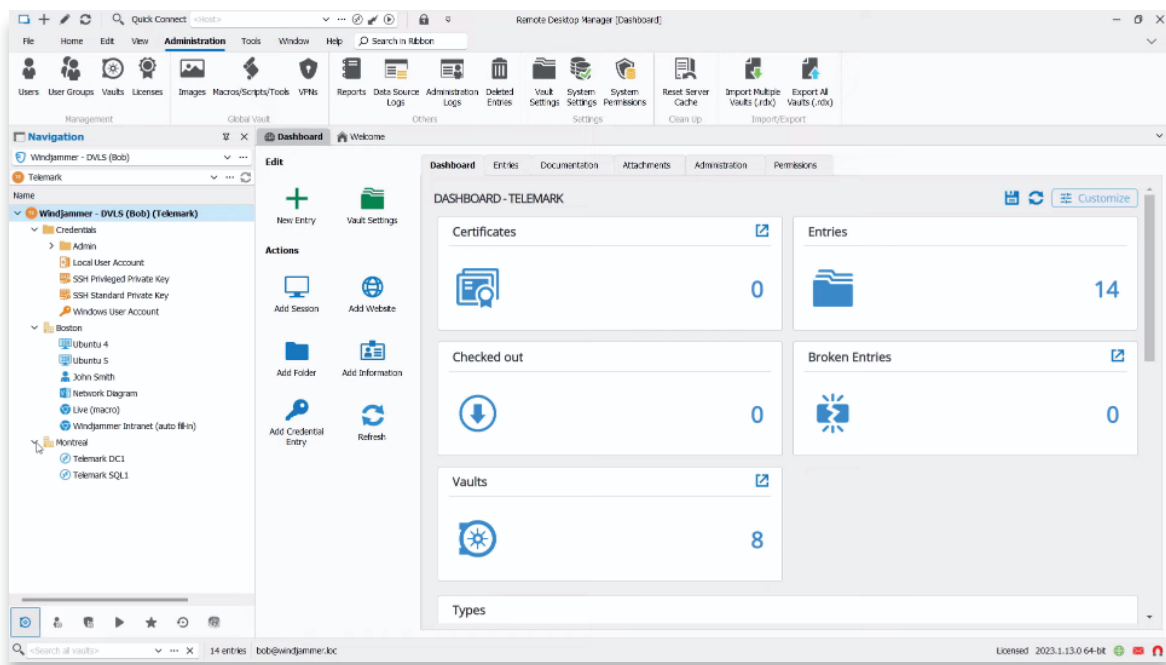 Quick Connect <Host>
Remote Desktop Manager [Dashboard]
File Home Edit View Administration Tools Window Help Search in Ribbon
Users User Groups Vaults Licenses Images Macros/Scripts/Tools VPNs Reports Data Source Logs Administration Logs Deleted Entries Vault Settings System Settings System Permissions Reset Server Cache Import Multiple Vaults (.rdx) Export All Vaults (.rdx)
Management Global Vault Others Settings Clean Up Import/Export
Navigation
Dashboard Welcome
Windjammer - DVLS (Bob)
Telemark
Name
Windjammer - DVLS (Bob) (Telemark)
Credentials
Admin
Local User Account
SSH Privileged Private Key
SSH Standard Private Key
Windows User Account
Boston
Ubuntu 4
Ubuntu 5
John Smith
Network Diagram
Live (macro)
Windjammer Intranet (auto fill-in)
Montreal
Telemark DC1
Telemark SQL1
Edit
New Entry Vault Settings
Actions
Add Session Add Website
Add Folder Add Information
Add Credential Entry Refresh
Dashboard Entries Documentation Attachments Administration Permissions
DASHBOARD - TELEMARK
Customize
Certificates
0
Entries
14
Checked out
0
Broken Entries
0
Vaults
8
Types
<Search all vaults> 14 entries bob@windjammer.loc
Licensed 2023.1.13.0 64-bit